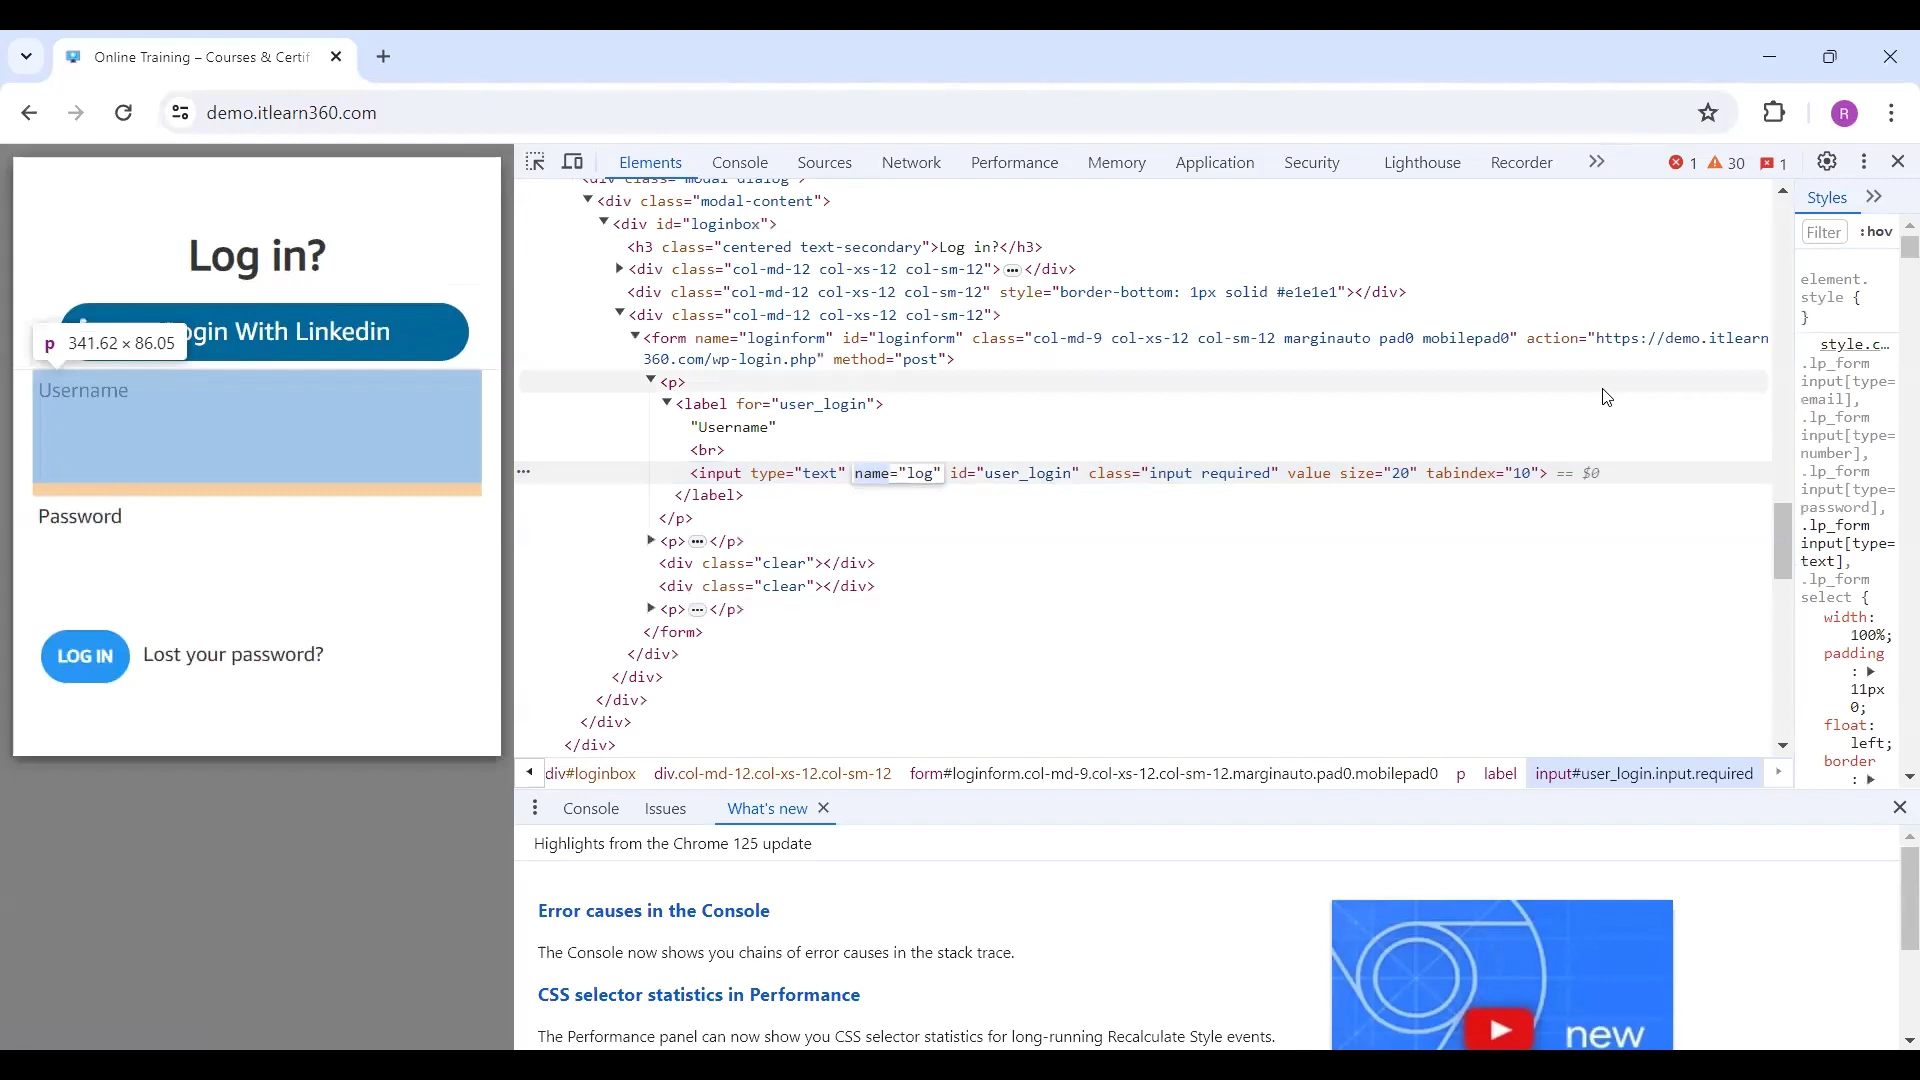 Online Training – Courses & Certif
demo.itlearn360.com
R
Log in?
ogin With Linkedin
p 341.62 × 86.05
Username
Password
LOG IN Lost your password?
Elements Console Sources Network Performance Memory Application Security Lighthouse Recorder 1 30 1
<div class="modal-dialog">
<div class="modal-content">
<div id="loginbox">
<h3 class="centered text-secondary">Log in?</h3>
<div class="col-md-12 col-xs-12 col-sm-12"> ... </div>
<div class="col-md-12 col-xs-12 col-sm-12" style="border-bottom: 1px solid #e1e1e1"></div>
<div class="col-md-12 col-xs-12 col-sm-12">
<form name="loginform" id="loginform" class="col-md-9 col-xs-12 col-sm-12 marginauto pad0 mobilepad0" action="https://demo.itlearn
360.com/wp-login.php" method="post">
<p>
<label for="user_login">
"Username"
<br>
... <input type="text" name="log" id="user_login" class="input required" value size="20" tabindex="10"> == $0
</label>
</p>
<p> ... </p>
<div class="clear"></div>
<div class="clear"></div>
<p> ... </p>
</form>
</div>
</div>
</div>
</div>
</div>
div#loginbox div.col-md-12.col-xs-12.col-sm-12 form#loginform.col-md-9.col-xs-12.col-sm-12.marginauto.pad0.mobilepad0 p label input#user_login.input.required
Styles
Filter :hov
element.
style {
}
style.c...
.lp_form
input[type=
email],
.lp_form
input[type=
number],
.lp_form
input[type=
password],
.lp_form
input[type=
text],
.lp_form
select {
width:
100%;
padding
:
11px
0;
float:
left;
border
:
Console Issues What's new
Highlights from the Chrome 125 update
Error causes in the Console
The Console now shows you chains of error causes in the stack trace.
CSS selector statistics in Performance
The Performance panel can now show you CSS selector statistics for long-running Recalculate Style events.
new